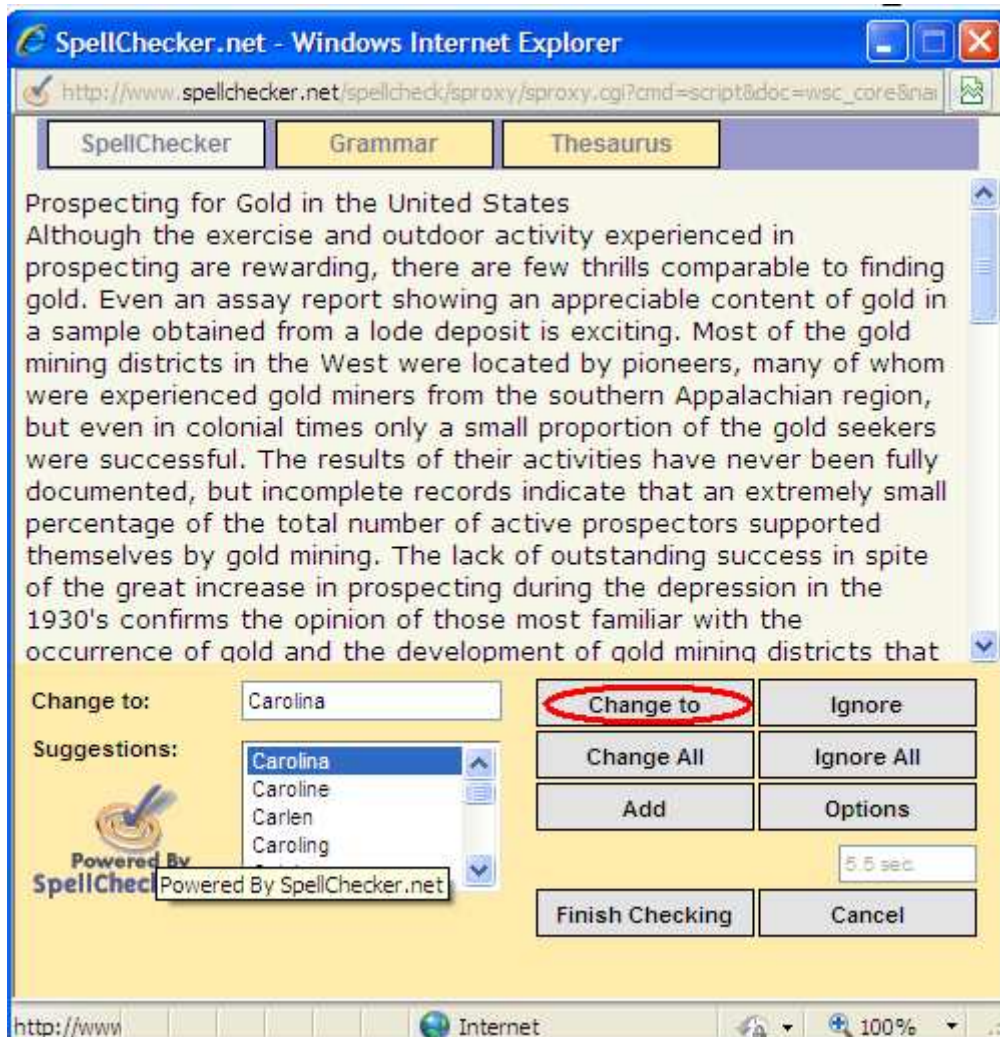 SpellChecker.net - Windows Internet Explorer
http://www.spellchecker.net/spellcheck/sproxy/sproxy.cgi?cmd=script&doc=wsc_core&nai
SpellChecker Grammar Thesaurus
Prospecting for Gold in the United States
Although the exercise and outdoor activity experienced in
prospecting are rewarding, there are few thrills comparable to finding
gold. Even an assay report showing an appreciable content of gold in
a sample obtained from a lode deposit is exciting. Most of the gold
mining districts in the West were located by pioneers, many of whom
were experienced gold miners from the southern Appalachian region,
but even in colonial times only a small proportion of the gold seekers
were successful. The results of their activities have never been fully
documented, but incomplete records indicate that an extremely small
percentage of the total number of active prospectors supported
themselves by gold mining. The lack of outstanding success in spite
of the great increase in prospecting during the depression in the
1930's confirms the opinion of those most familiar with the
occurrence of gold and the development of gold mining districts that
Change to: Carolina Change to Ignore
Suggestions: Carolina Change All Ignore All
Caroline
Carlen Add Options
Caroling
Powered By 5.5 sec
SpellChec Powered By SpellChecker.net
Finish Checking Cancel
http://www Internet 100%